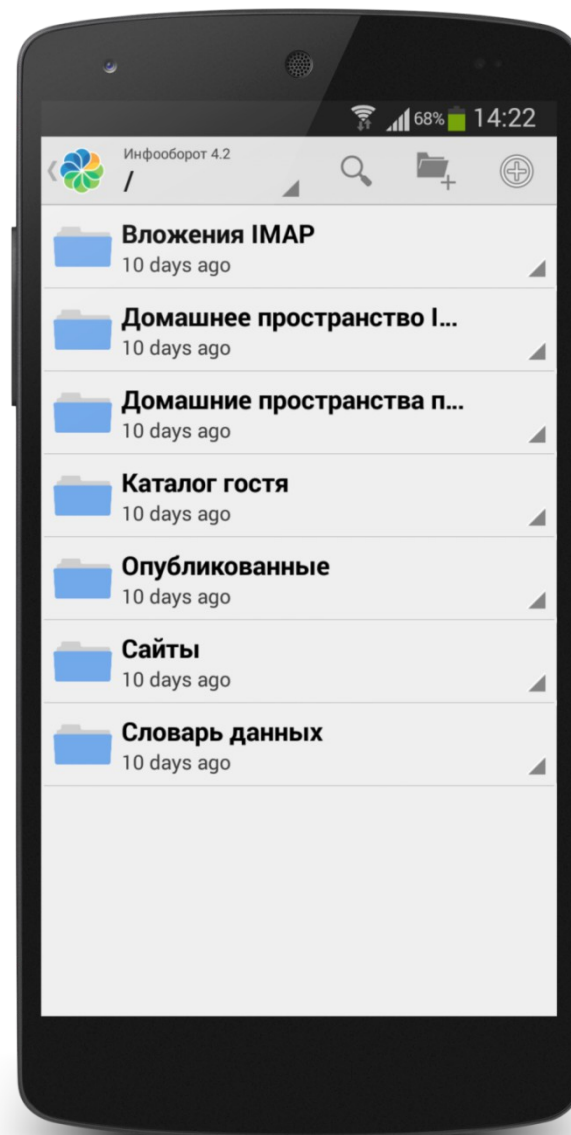 68% 14:22
Инфооборот 4.2
/
Вложения IMAP
10 days ago
Домашнее пространство I...
10 days ago
Домашние пространства п...
10 days ago
Каталог гостя
10 days ago
Опубликованные
10 days ago
Сайты
10 days ago
Словарь данных
10 days ago